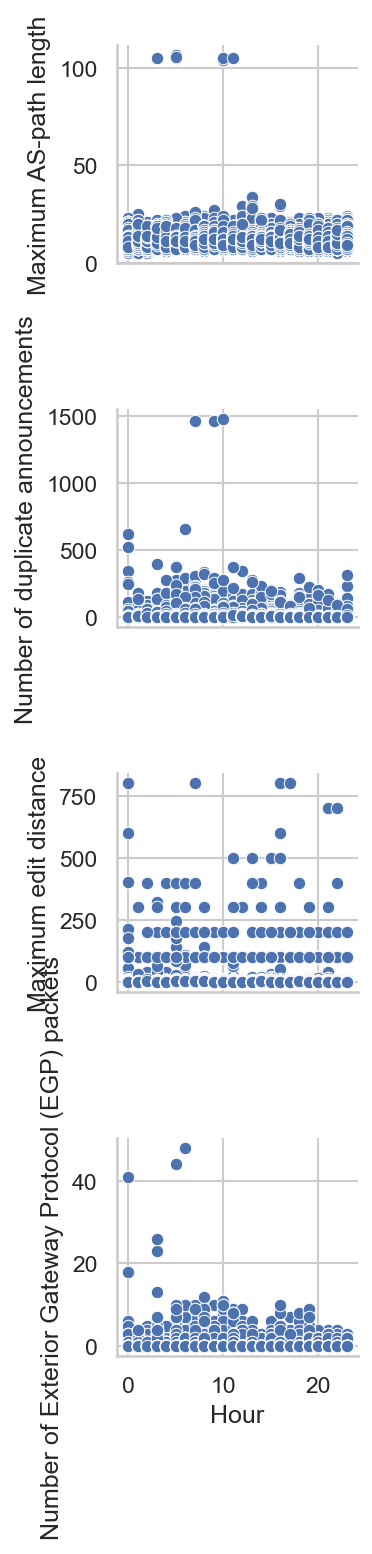 Maximum AS-path length
100
50
0
Number of duplicate announcements
1500
1000
500
0
Maximum edit distance
750
500
250
0
Number of Exterior Gateway Protocol (EGP) packets
40
20
0
0 10 20
Hour